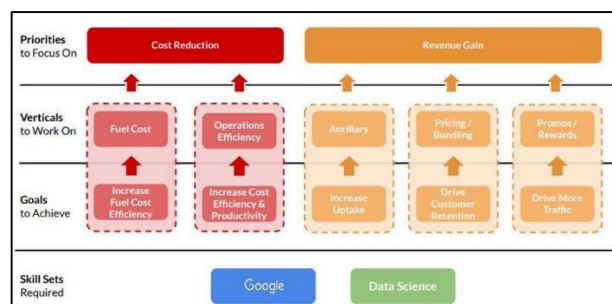 Priorities
to Focus On
Cost Reduction
Revenue Gain
Verticals
to Work On
Fuel Cost
Operations
Efficiency
Ancillary
Pricing /
Bundling
Promos /
Rewards
Goals
to Achieve
Increase
Fuel Cost
Efficiency
Increase Cost
Efficiency &
Productivity
Increase
Uptake
Drive
Customer
Retention
Drive More
Traffic
Skill Sets
Required
Google
Data Science